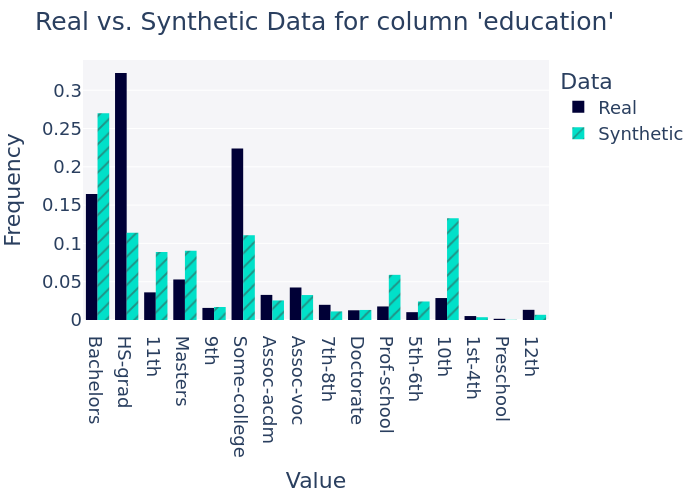 Real vs. Synthetic Data for column 'education'
Data
Real
Synthetic
Frequency
0.3
0.25
0.2
0.15
0.1
0.05
0
Bachelors
HS-grad
11th
Masters
9th
Some-college
Assoc-acdm
Assoc-voc
7th-8th
Doctorate
Prof-school
5th-6th
10th
1st-4th
Preschool
12th
Value